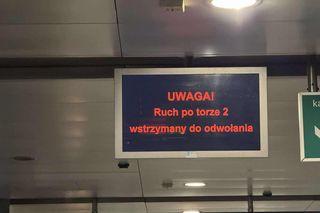 UWAGA!
Ruch po torze 2
wstrzymany do odwołania